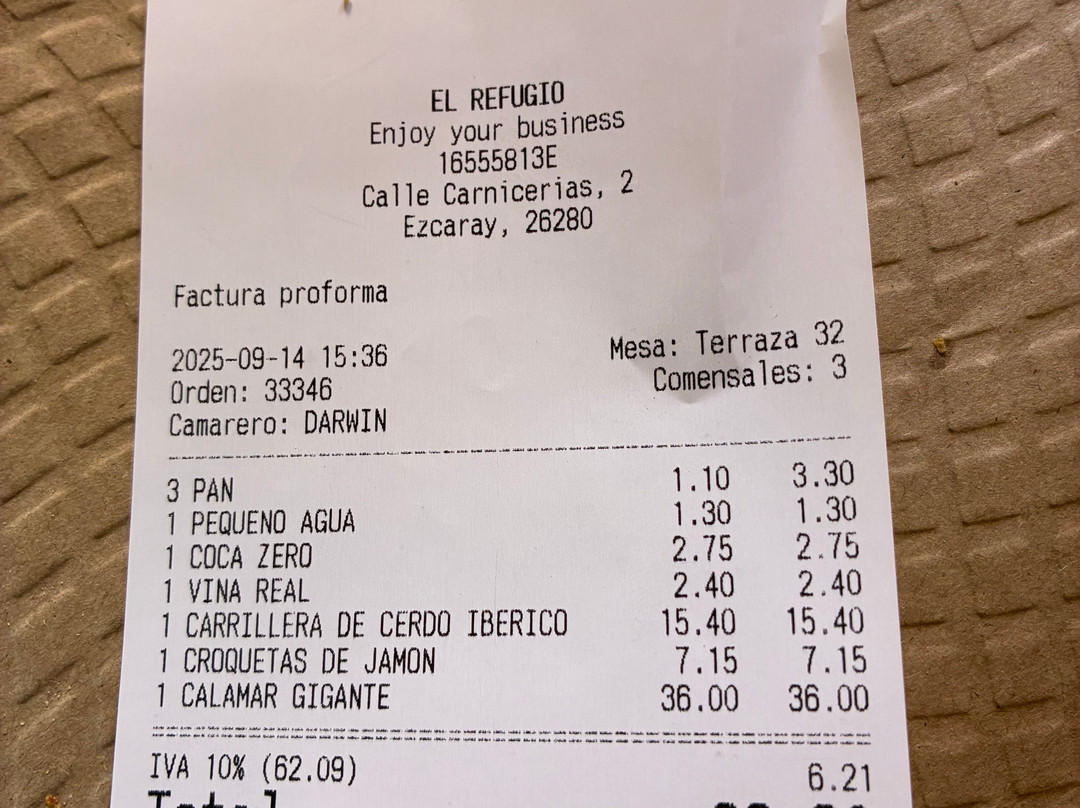 EL REFUGIO
Enjoy your business
16555813E
Calle Carnicerias, 2
Ezcaray, 26280
Factura proforma
2025-09-14 15:36 Mesa: Terraza 32
Orden: 33346 Comensales: 3
Camarero: DARWIN
3 PAN 1.10 3.30
1 PEQUENO AGUA 1.30 1.30
1 COCA ZERO 2.75 2.75
1 VINA REAL 2.40 2.40
1 CARRILLERA DE CERDO IBERICO 15.40 15.40
1 CROQUETAS DE JAMON 7.15 7.15
1 CALAMAR GIGANTE 36.00 36.00
IVA 10% (62.09) 6.21
Total